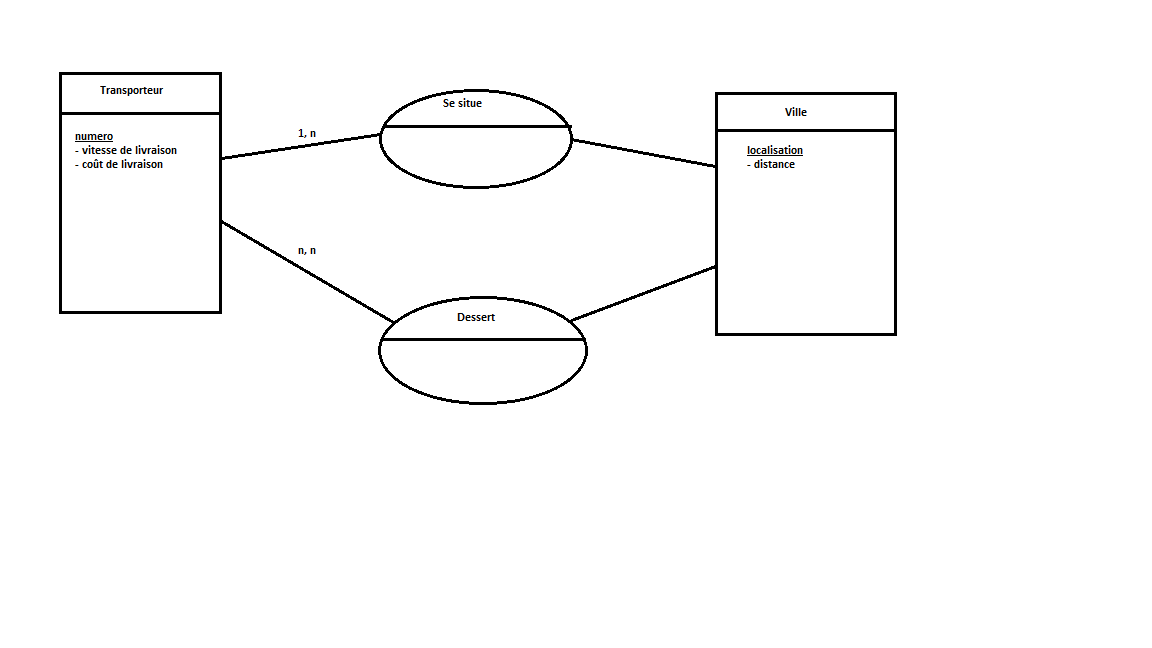 Transporteur
numero
- vitesse de livraison
- coût de livraison
1, n
Se situe
Ville
localisation
- distance
n, n
Dessert